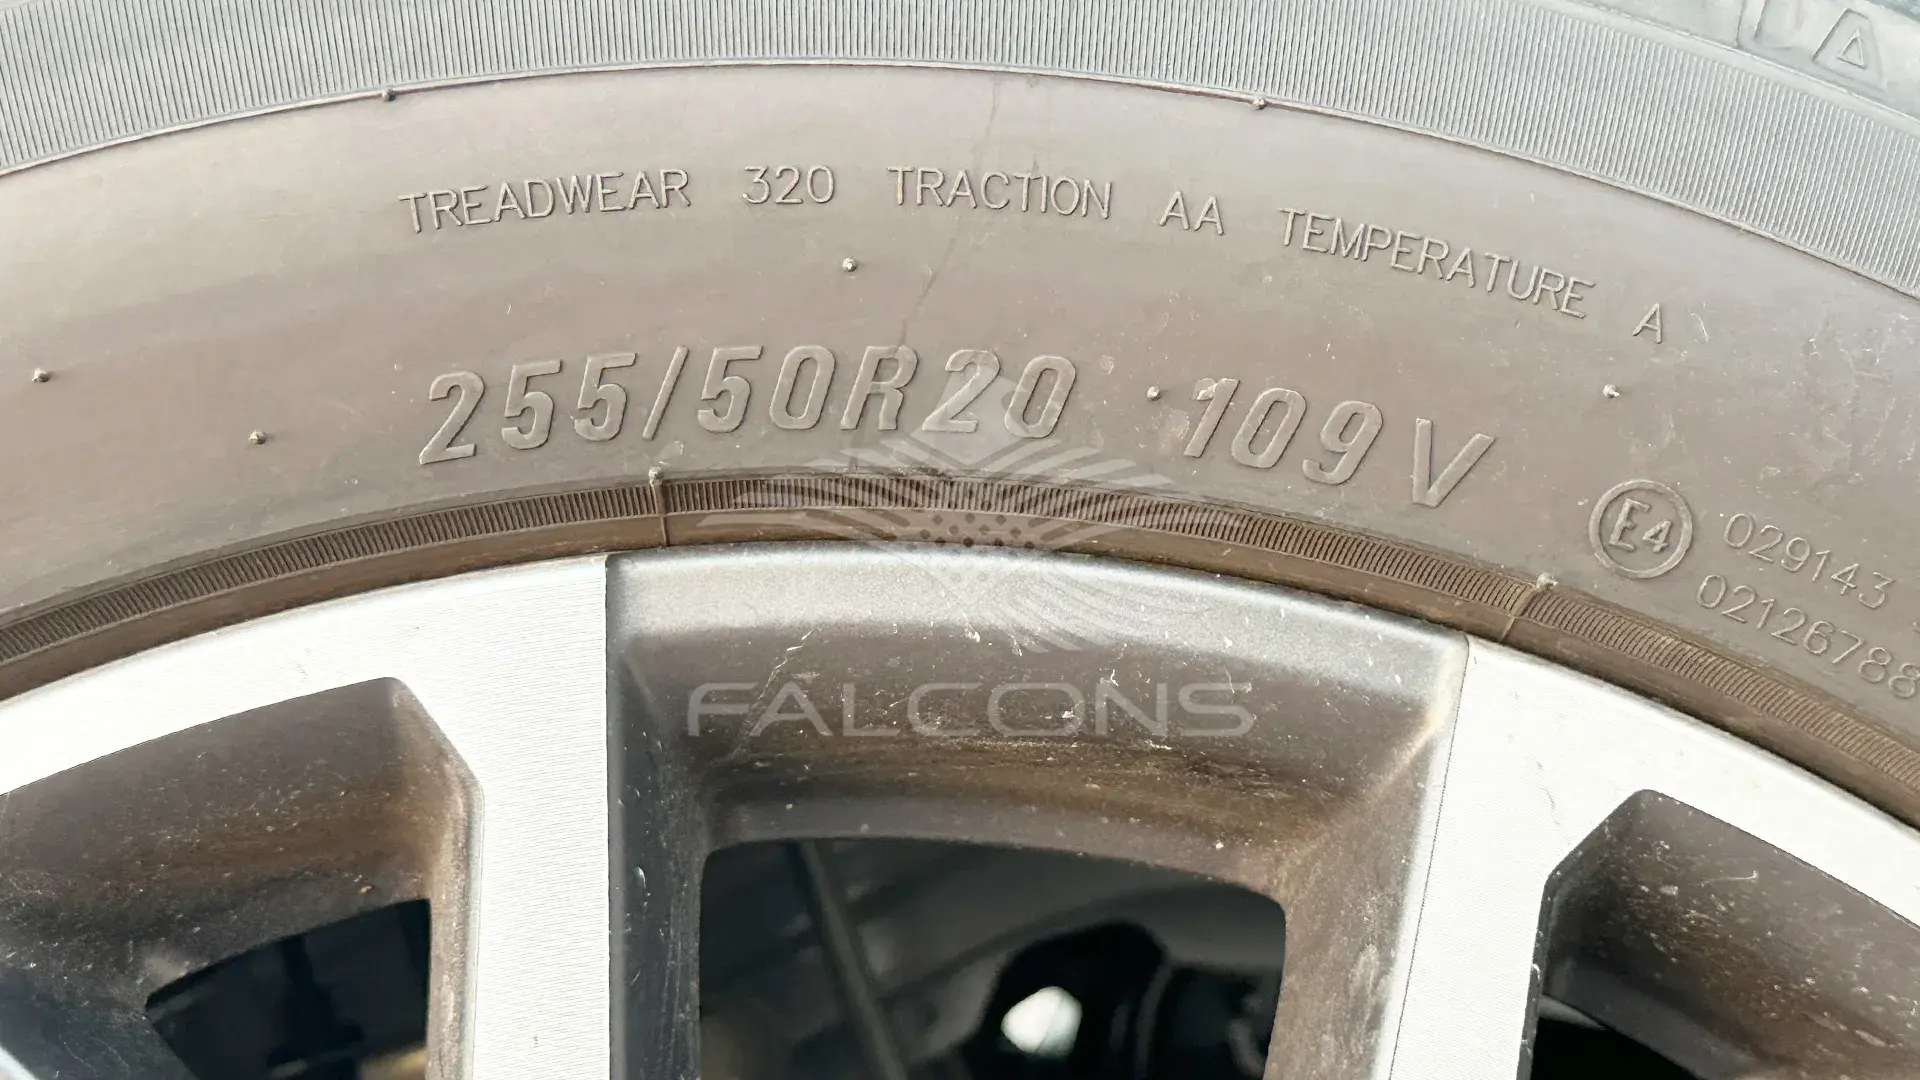 TREADWEAR 320 TRACTION AA TEMPERATURE A
255/50R20 109V
E4 029143
02126788
FALCONS